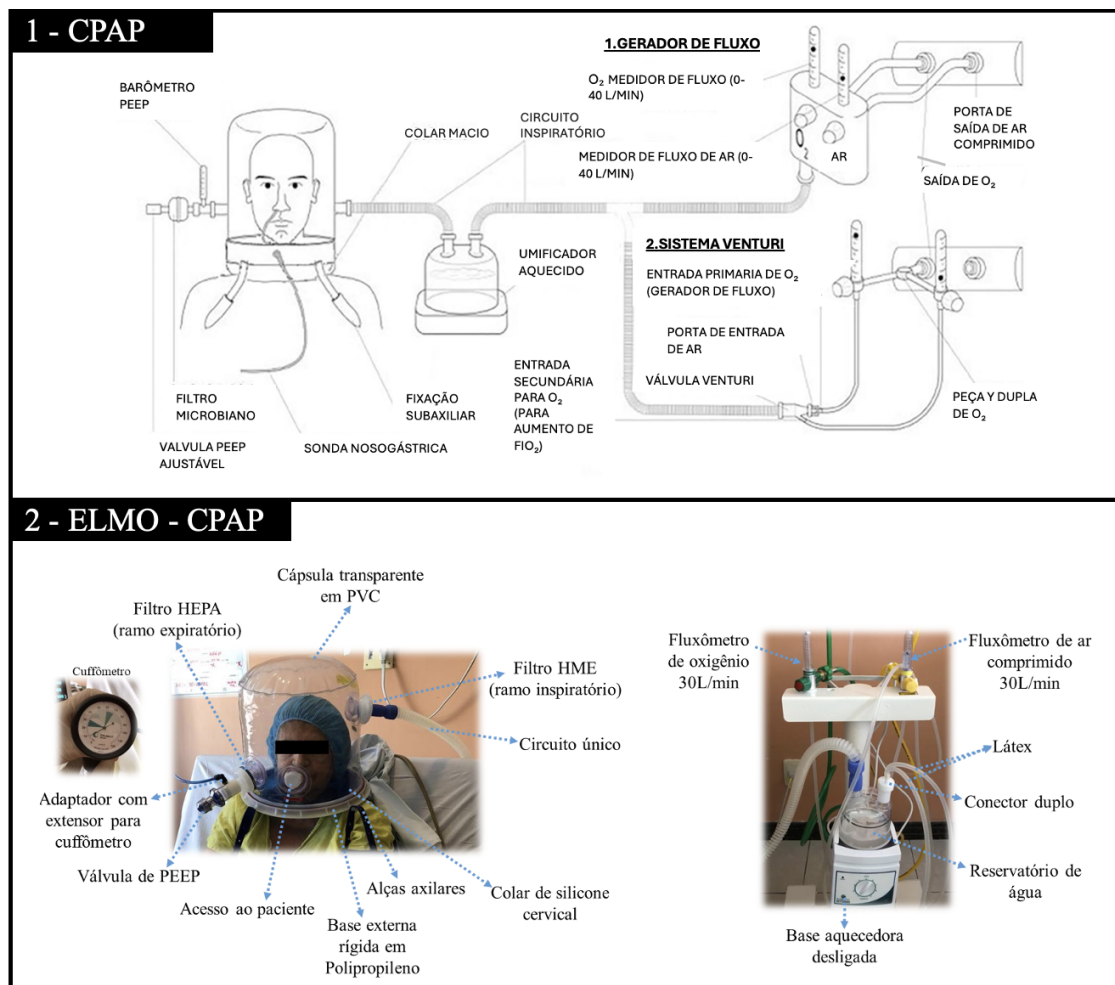 1 - CPAP
BARÔMETRO
PEEP
COLAR MACIO
CIRCUITO
INSPIRATÓRIO
1.GERADOR DE FLUXO
O₂ MEDIDOR DE FLUXO (0-
40 L/MIN)
MEDIDOR DE FLUXO DE AR (0-
40 L/MIN)
O₂
AR
PORTA DE
SAÍDA DE AR
COMPRIMIDO
SAÍDA DE O₂
UMIFICADOR
AQUECIDO
2.SISTEMA VENTURI
ENTRADA PRIMARIA DE O₂
(GERADOR DE FLUXO)
PORTA DE ENTRADA
DE AR
VÁLVULA VENTURI
PEÇA Y DUPLA
DE O₂
FILTRO
MICROBIANO
VALVULA PEEP
AJUSTÁVEL
SONDA NOSOGÁSTRICA
FIXAÇÃO
SUBAXILIAR
ENTRADA
SECUNDÁRIA
PARA O₂
(PARA
AUMENTO DE
FIO₂)
2 - ELMO - CPAP
Cápsula transparente
em PVC
Filtro HEPA
(ramo expiratório)
Cuffômetro
Filtro HME
(ramo inspiratório)
Circuito único
Adaptador com
extensor para
cuffômetro
Válvula de PEEP
Acesso ao paciente
Alças axilares
Base externa
rígida em
Polipropileno
Colar de silicone
cervical
Fluxômetro
de oxigênio
30L/min
Fluxômetro de ar
comprimido
30L/min
Látex
Conector duplo
Reservatório de
água
Base aquecedora
desligada